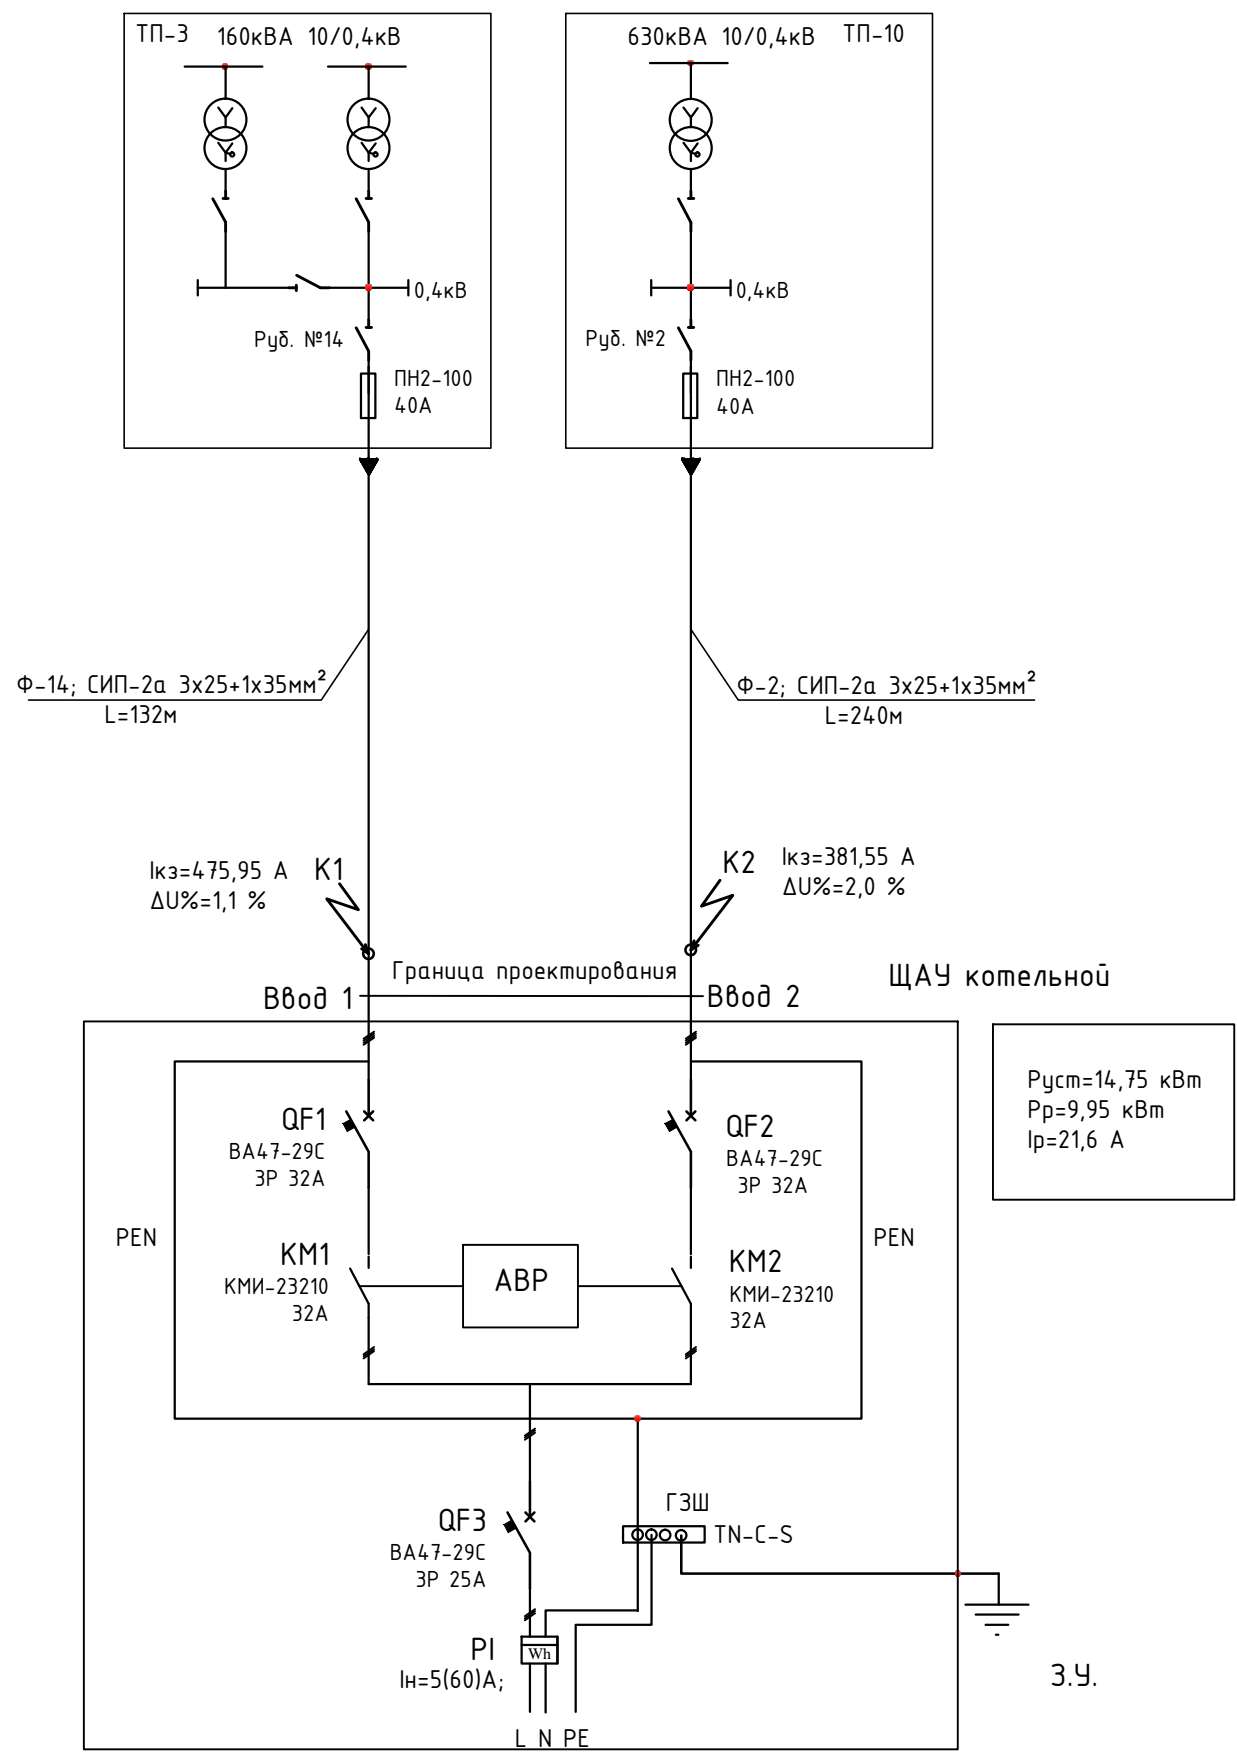 ТП-3 160кВА 10/0,4кВ
630кВА 10/0,4кВ ТП-10
0,4кВ
0,4кВ
Руб. №14
Руб. №2
ПН2-100
40А
ПН2-100
40А
Ф-14; СИП-2а 3х25+1х35мм²
L=132м
Ф-2; СИП-2а 3х25+1х35мм²
L=240м
Iкз=475,95 А
ΔU%=1,1 %
К1
К2
Iкз=381,55 А
ΔU%=2,0 %
Граница проектирования
Ввод 1
Ввод 2
ЩАУ котельной
Руст=14,75 кВт
Рр=9,95 кВт
Iр=21,6 А
QF1
ВА47-29С
3Р 32А
QF2
ВА47-29С
3Р 32А
PEN
PEN
КМ1
КМИ-23210
32А
АВР
КМ2
КМИ-23210
32А
ГЗШ
TN-C-S
QF3
ВА47-29С
3Р 25А
PI
Wh
Iн=5(60)А;
З.У.
L N PE